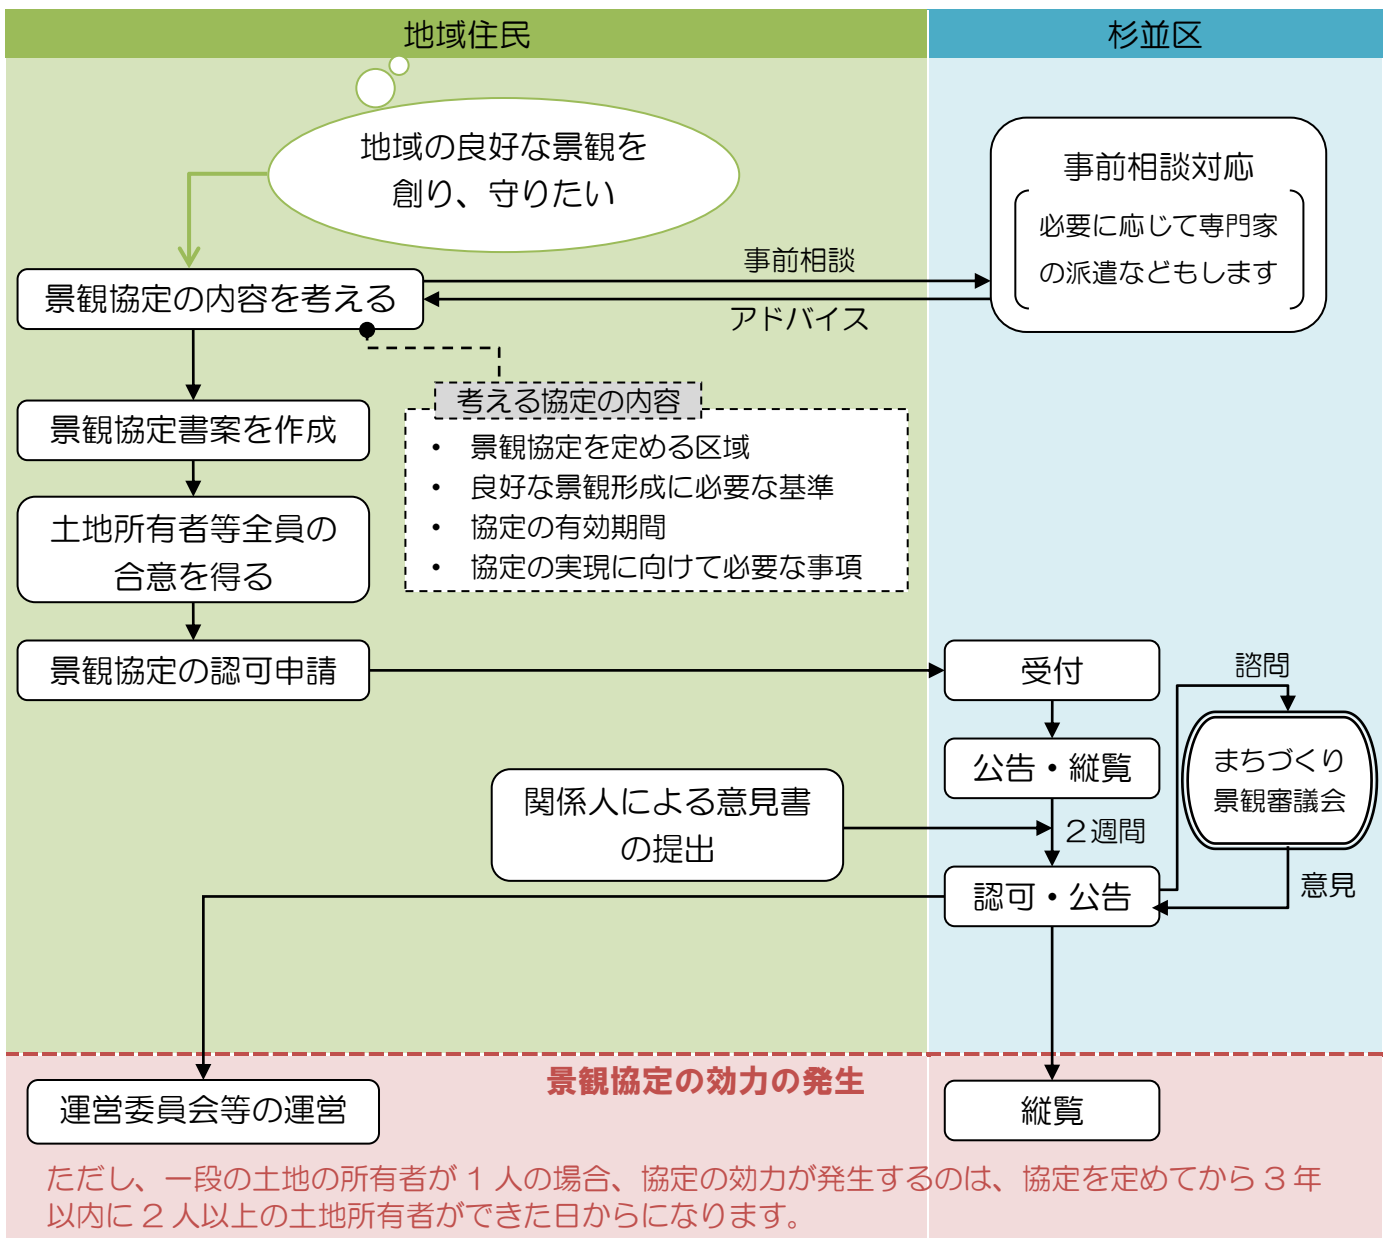 地域住民
杉並区
地域の良好な景観を
創り、守りたい
事前相談対応
必要に応じて専門家
の派遣などもします
事前相談
アドバイス
景観協定の内容を考える
考える協定の内容
• 景観協定を定める区域
• 良好な景観形成に必要な基準
• 協定の有効期間
• 協定の実現に向けて必要な事項
景観協定書案を作成
土地所有者等全員の
合意を得る
景観協定の認可申請
受付
諮問
まちづくり
景観審議会
公告・縦覧
関係人による意見書
の提出
２週間
認可・公告
意見
景観協定の効力の発生
運営委員会等の運営
縦覧
ただし、一段の土地の所有者が１人の場合、協定の効力が発生するのは、協定を定めてから３年
以内に２人以上の土地所有者ができた日からになります。